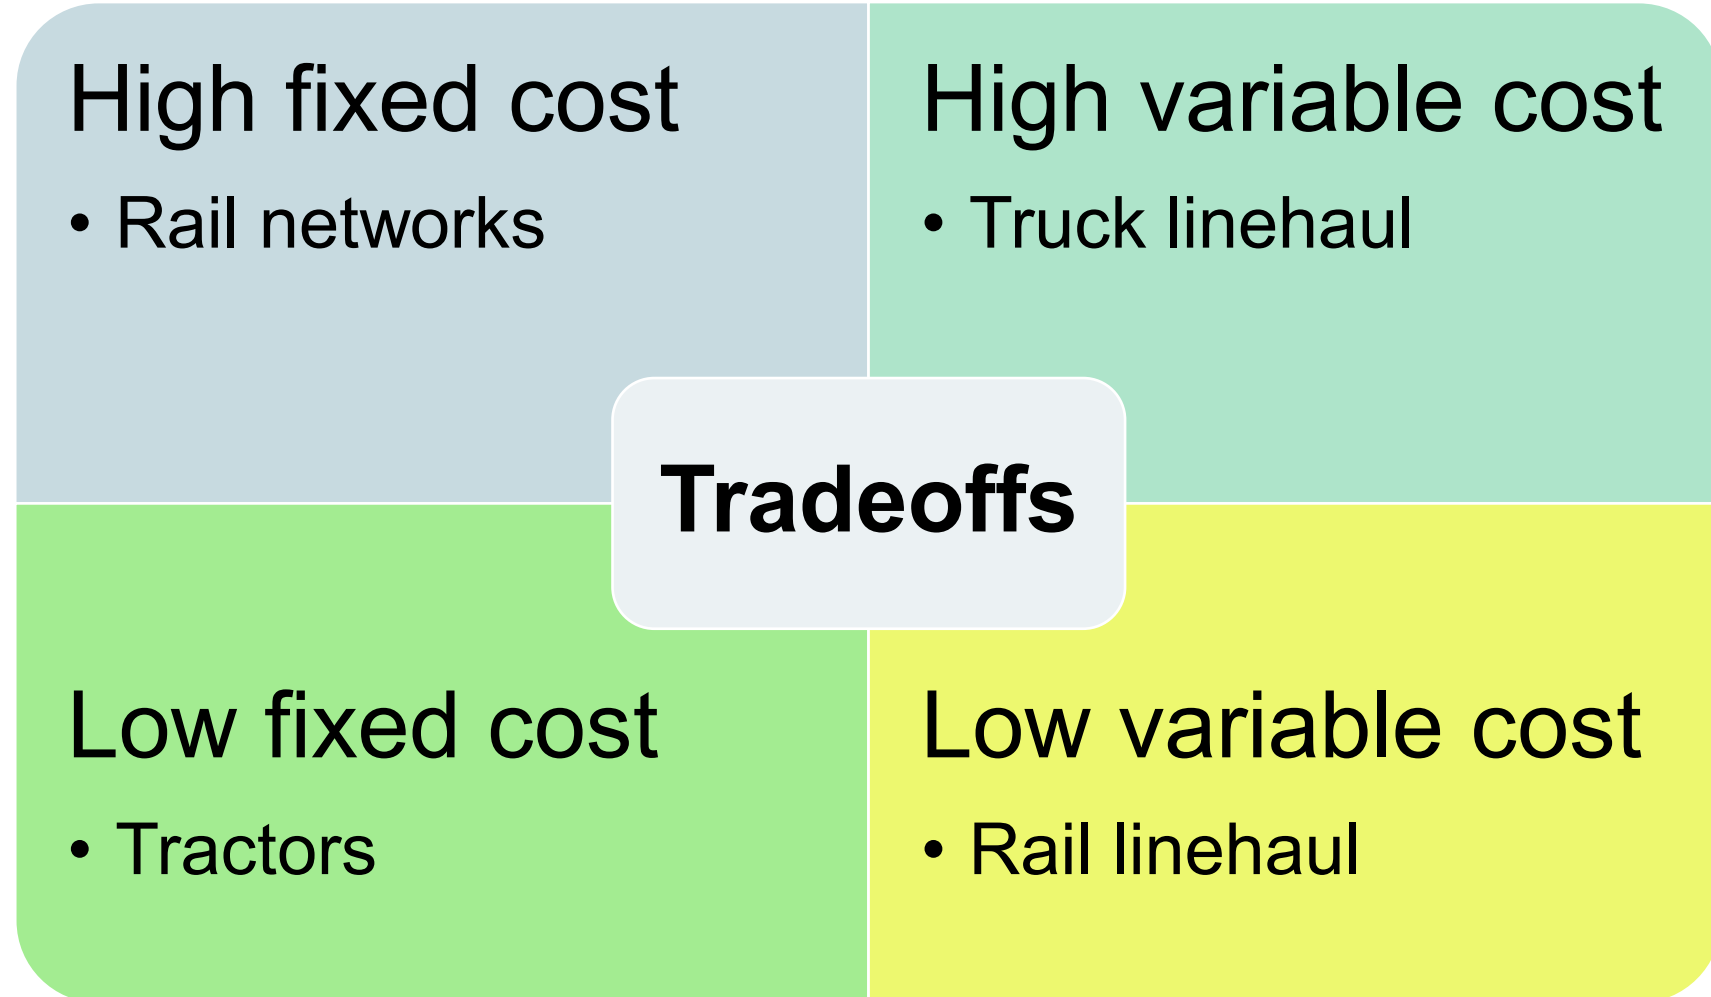 High fixed cost
• Rail networks
High variable cost
• Truck linehaul
Tradeoffs
Low fixed cost
• Tractors
Low variable cost
• Rail linehaul